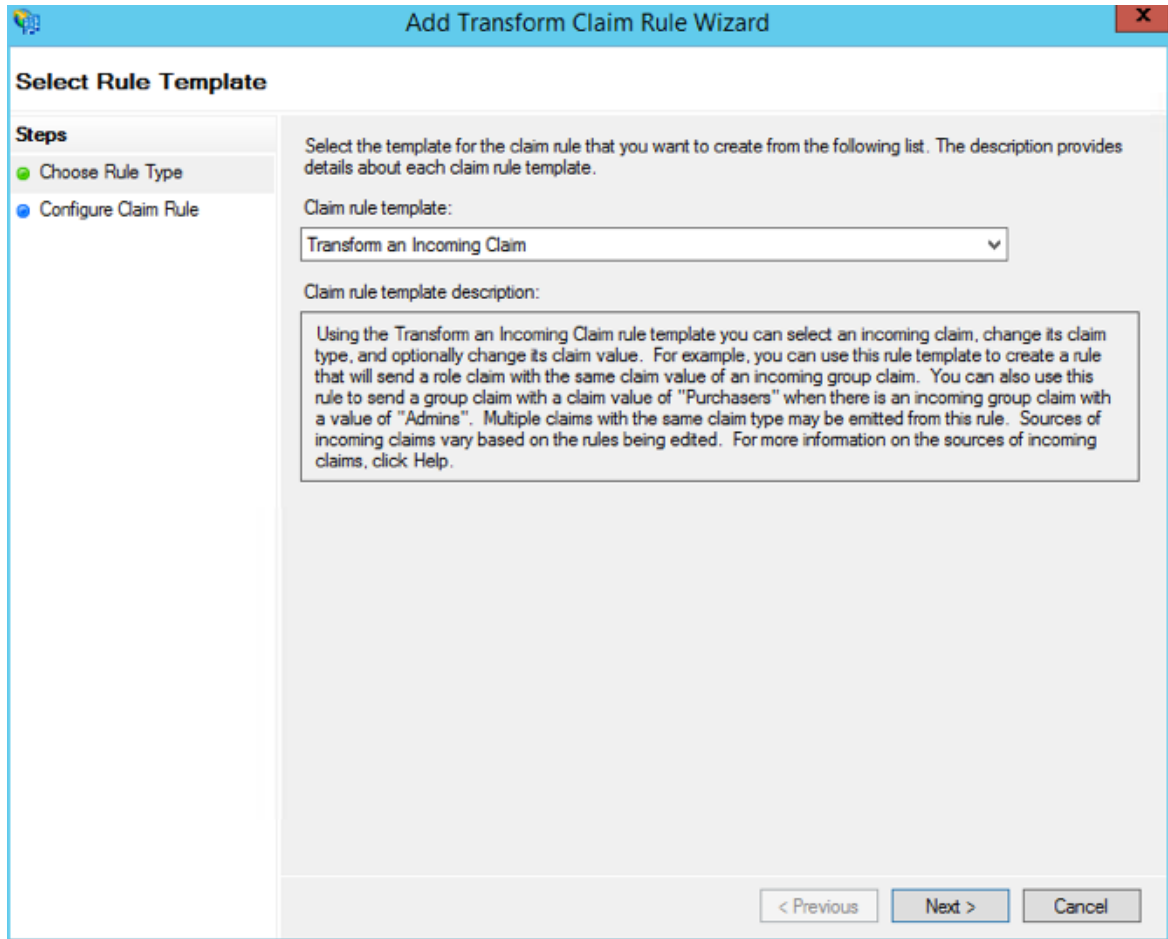 Add Transform Claim Rule Wizard
x
Select Rule Template
Steps
Choose Rule Type
Configure Claim Rule
Select the template for the claim rule that you want to create from the following list. The description provides
details about each claim rule template.
Claim rule template:
Transform an Incoming Claim
Claim rule template description:
Using the Transform an Incoming Claim rule template you can select an incoming claim, change its claim
type, and optionally change its claim value. For example, you can use this rule template to create a rule
that will send a role claim with the same claim value of an incoming group claim. You can also use this
rule to send a group claim with a claim value of "Purchasers" when there is an incoming group claim with
a value of "Admins". Multiple claims with the same claim type may be emitted from this rule. Sources of
incoming claims vary based on the rules being edited. For more information on the sources of incoming
claims, click Help.
< Previous
Next >
Cancel